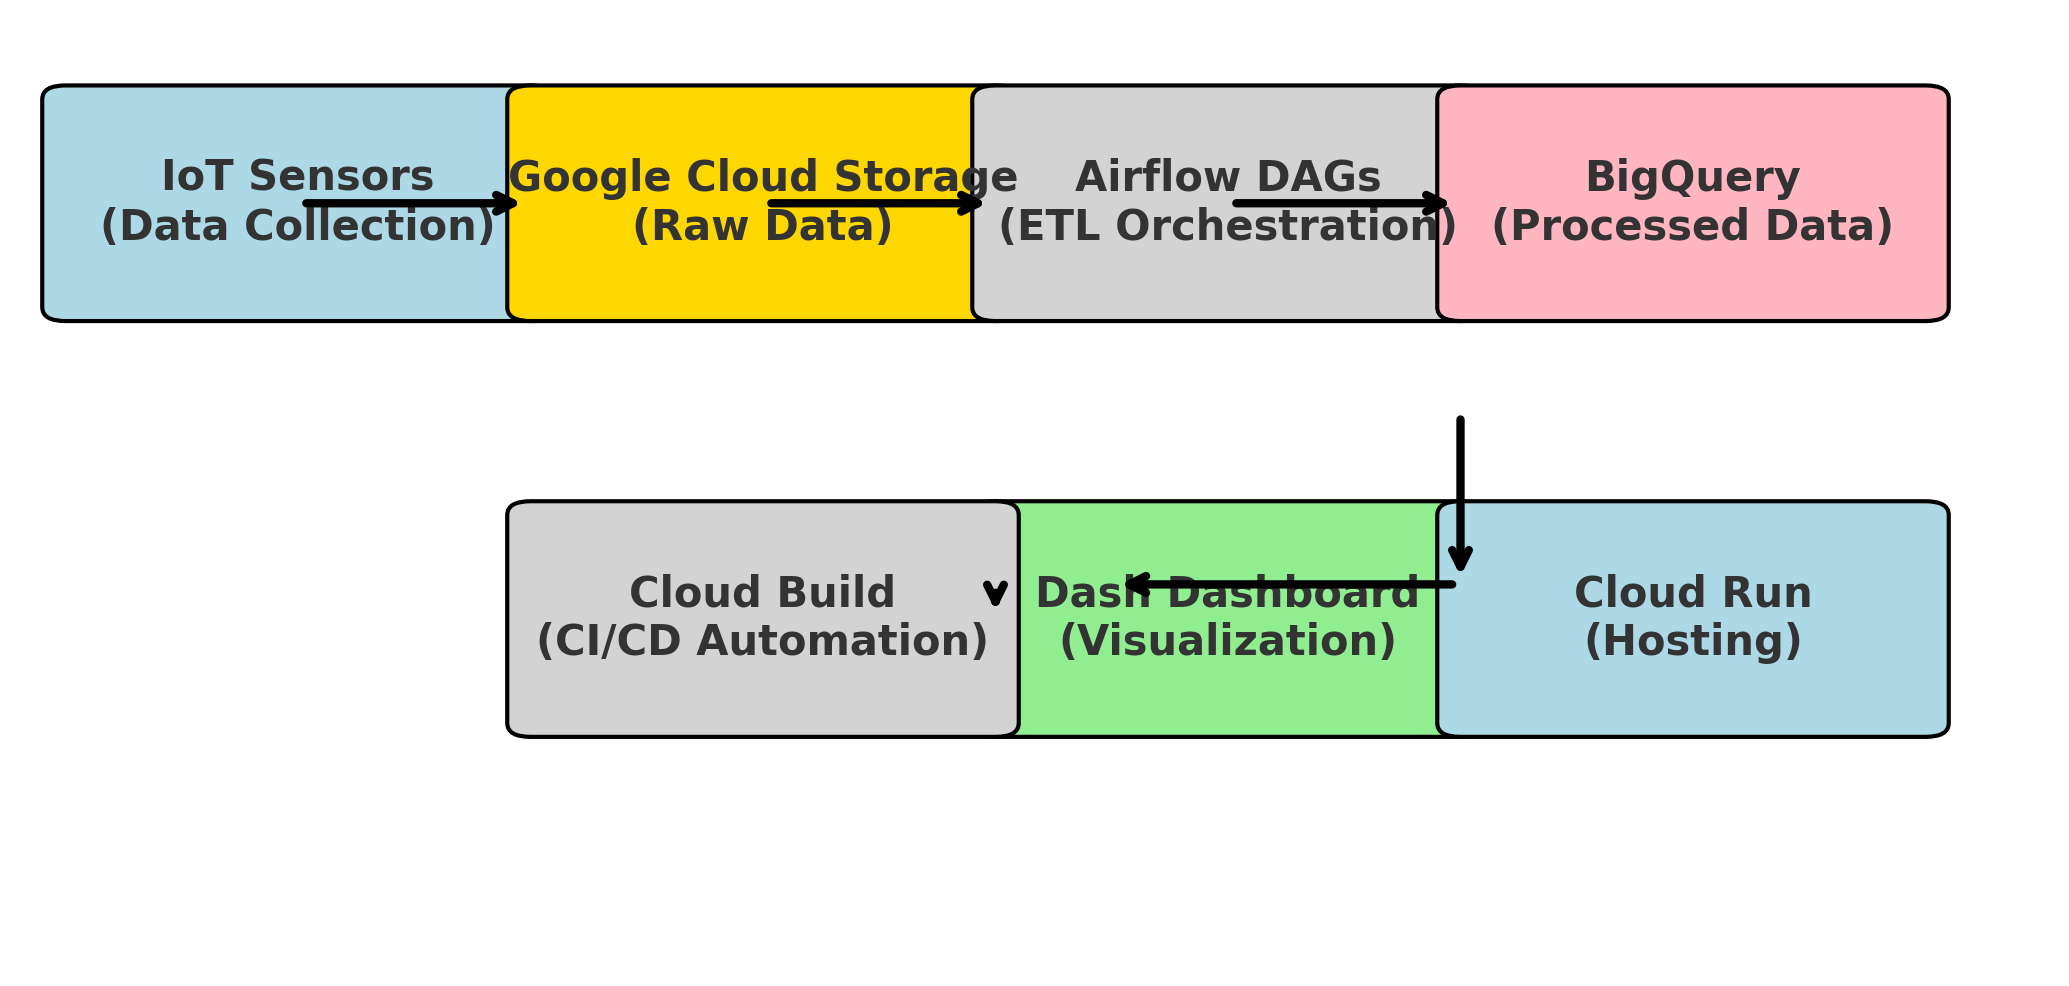 IoT Sensors
(Data Collection)
Google Cloud Storage
(Raw Data)
Airflow DAGs
(ETL Orchestration)
BigQuery
(Processed Data)
Cloud Build
(CI/CD Automation)
Dash Dashboard
(Visualization)
Cloud Run
(Hosting)